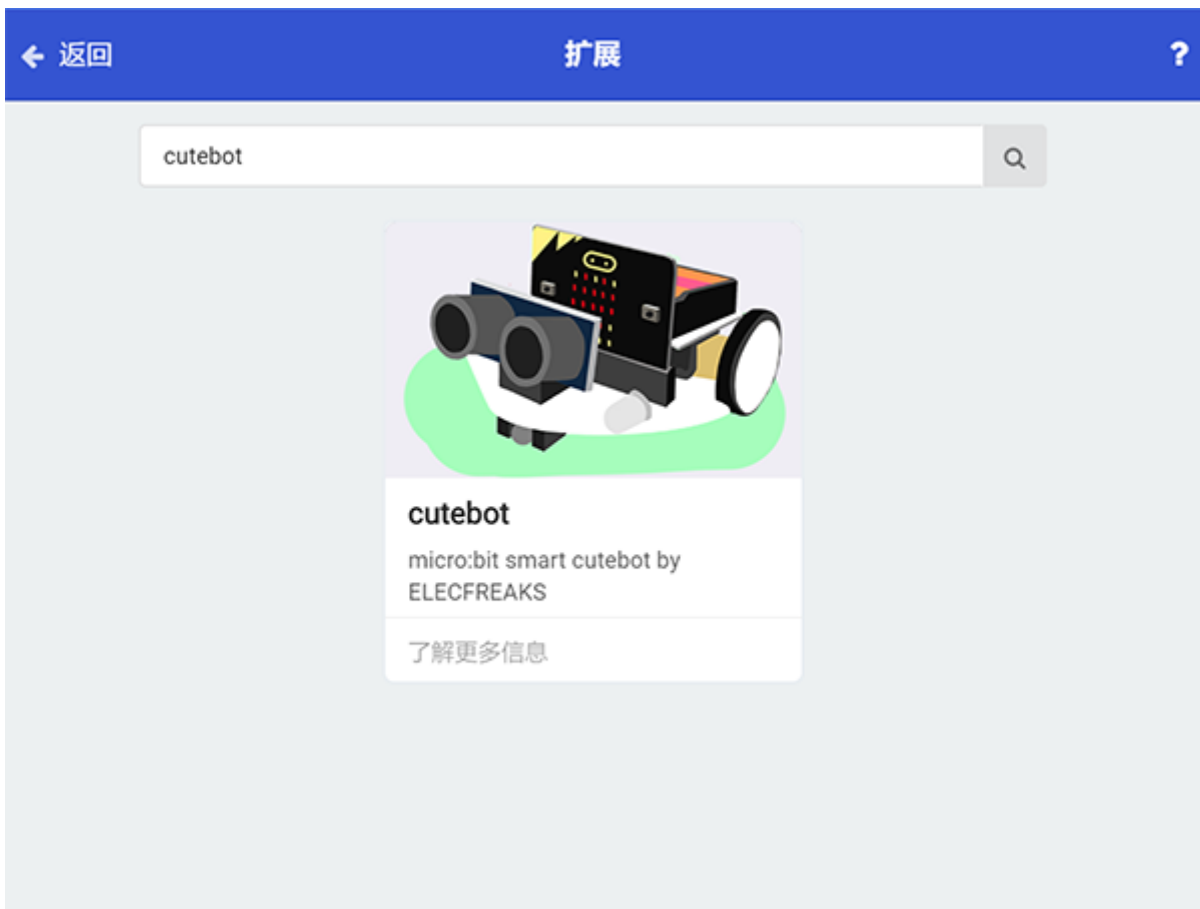 返回
扩展
?
cutebot
cutebot
micro:bit smart cutebot by
ELECFREAKS
了解更多信息